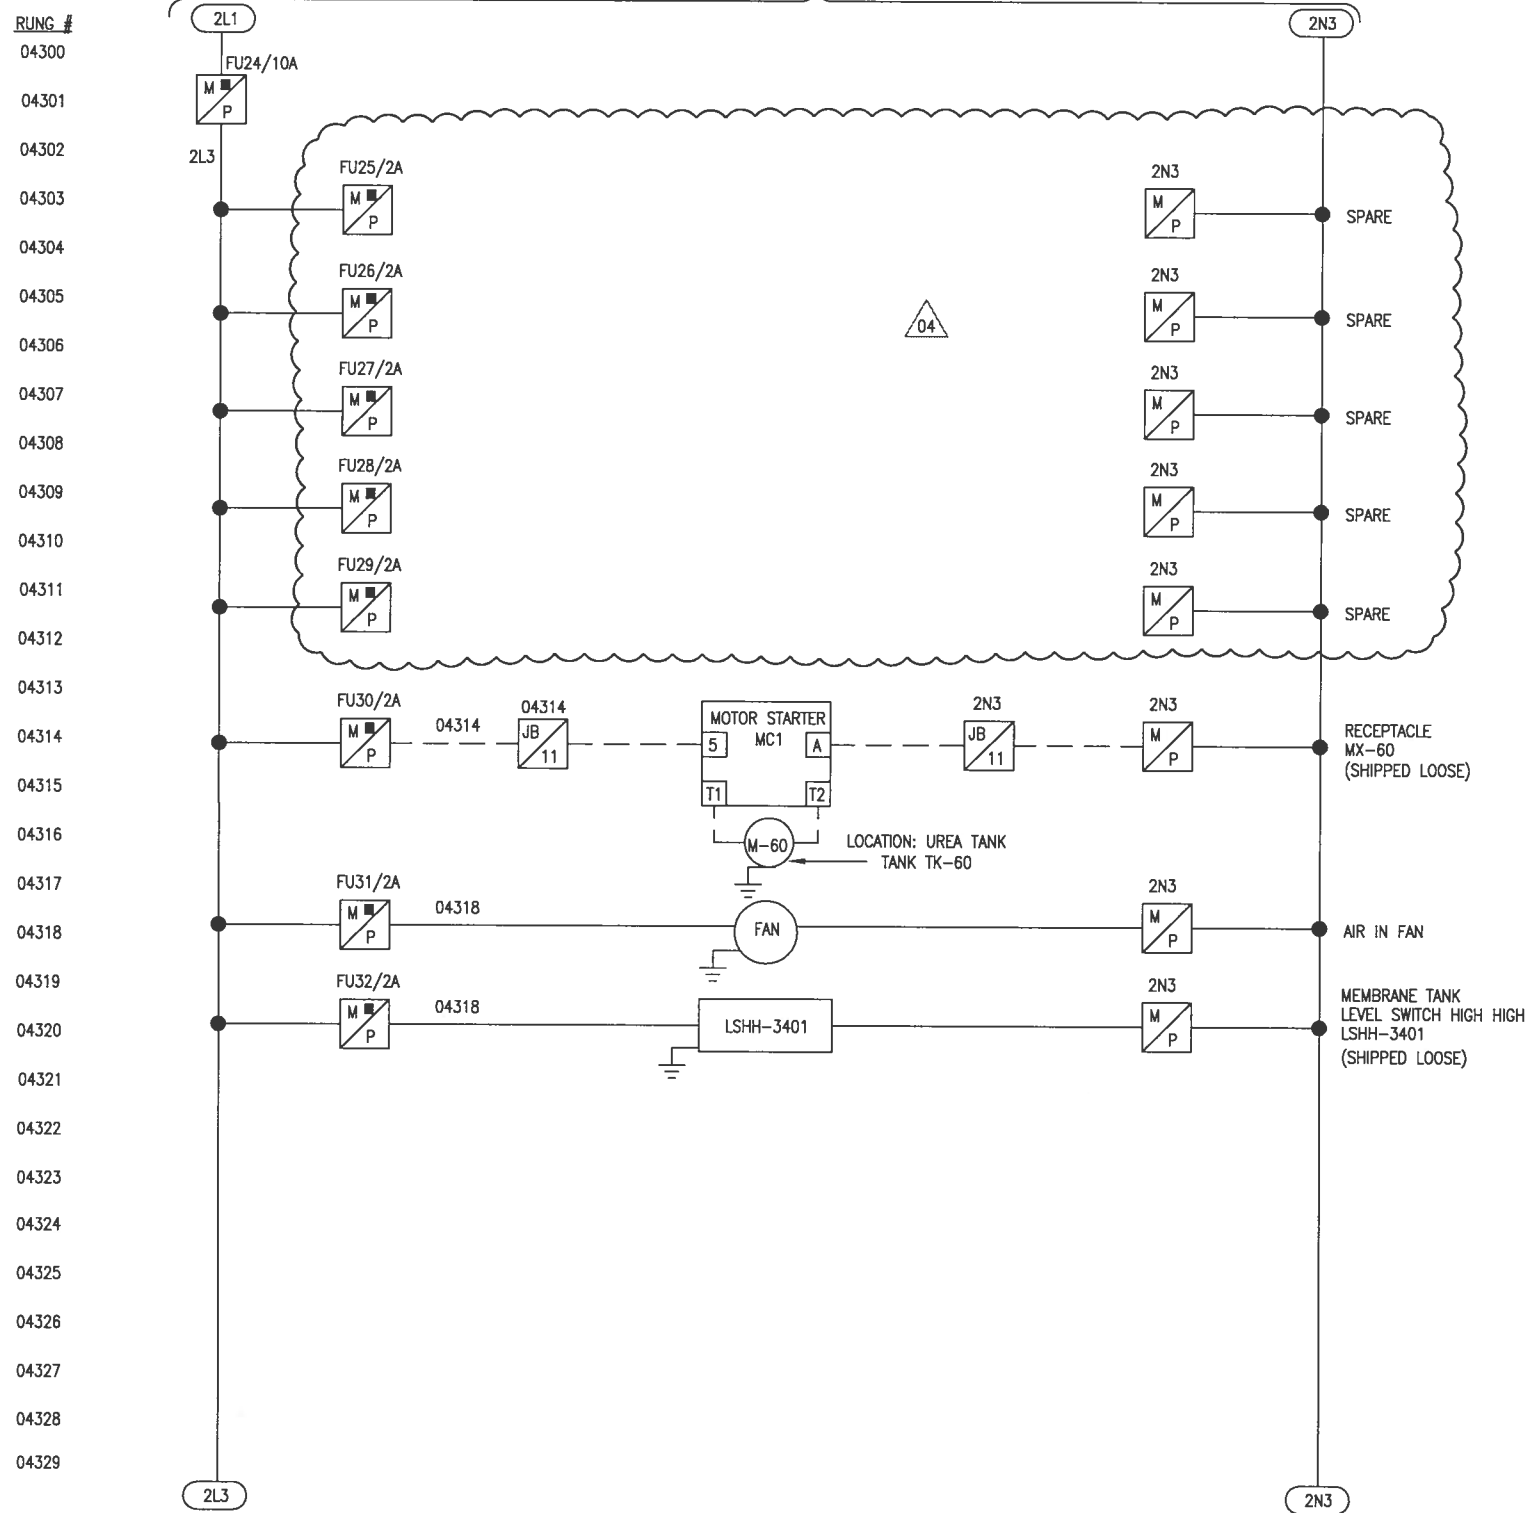 RUNG #
2L1
2N3
04300
FU24/10A
M
P
04301
04302
2L3
FU25/2A
2N3
04303
M
P
M
P
SPARE
04304
FU26/2A
2N3
04305
M
P
M
P
SPARE
04
04306
FU27/2A
2N3
04307
M
P
M
P
SPARE
04308
FU28/2A
2N3
04309
M
P
M
P
SPARE
04310
FU29/2A
2N3
04311
M
P
M
P
SPARE
04312
04313
FU30/2A
04314
2N3
2N3
04314
M
P
04314
JB
11
MOTOR STARTER
MC1
5
A
JB
11
M
P
RECEPTACLE
MX-60
(SHIPPED LOOSE)
04315
T1
T2
04316
M-60
LOCATION: UREA TANK
TANK TK-60
04317
FU31/2A
2N3
04318
M
P
04318
FAN
M
P
AIR IN FAN
04319
FU32/2A
2N3
04320
M
P
04318
LSHH-3401
M
P
MEMBRANE TANK
LEVEL SWITCH HIGH HIGH
LSHH-3401
(SHIPPED LOOSE)
04321
04322
04323
04324
04325
04326
04327
04328
04329
2L3
2N3